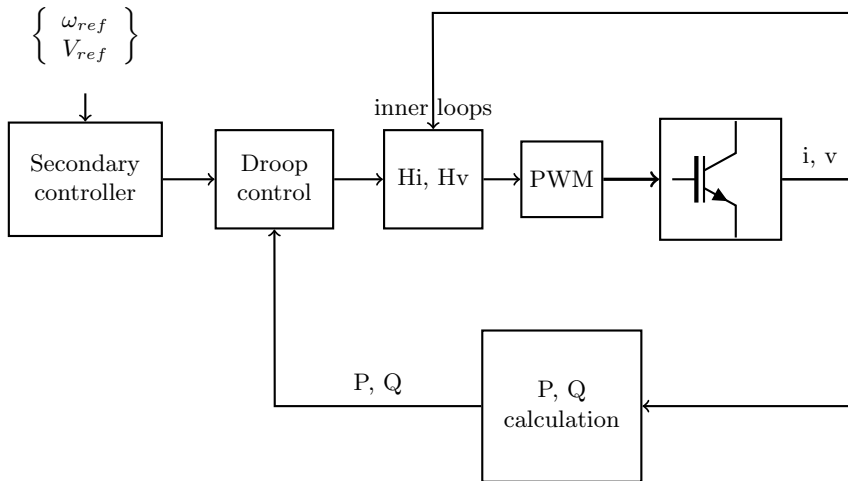 ω_ref
V_ref
inner loops
Secondary
controller
Droop
control
Hi, Hv
PWM
i, v
P, Q
P, Q
calculation